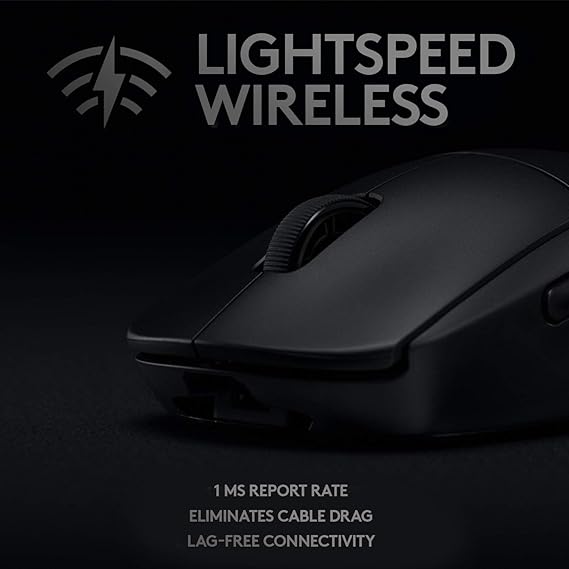 LIGHTSPEED
WIRELESS
1 MS REPORT RATE
ELIMINATES CABLE DRAG
LAG-FREE CONNECTIVITY